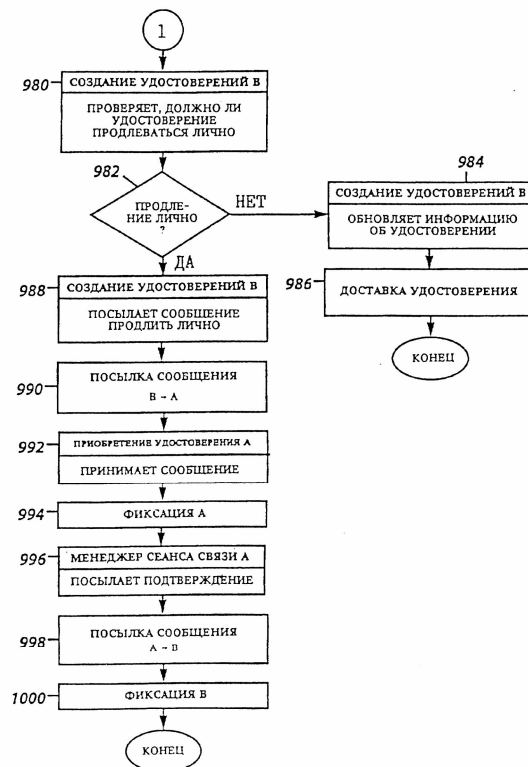 1
980
СОЗДАНИЕ УДОСТОВЕРЕНИЙ В
ПРОВЕРЯЕТ, ДОЛЖНО ЛИ
УДОСТОВЕРЕНИЕ
ПРОДЛЕВАТЬСЯ ЛИЧНО
982
ПРОДЛЕ-
НИЕ ЛИЧНО
?
НЕТ
ДА
984
СОЗДАНИЕ УДОСТОВЕРЕНИЙ В
ОБНОВЛЯЕТ ИНФОРМАЦИЮ
ОБ УДОСТОВЕРЕНИИ
986
ДОСТАВКА УДОСТОВЕРЕНИЯ
КОНЕЦ
988
СОЗДАНИЕ УДОСТОВЕРЕНИЙ В
ПОСЫЛАЕТ СООБЩЕНИЕ
ПРОДЛИТЬ ЛИЧНО
990
ПОСЫЛКА СООБЩЕНИЯ
В - А
992
ПРИОБРЕТЕНИЕ УДОСТОВЕРЕНИЯ А
ПРИНИМАЕТ СООБЩЕНИЕ
994
ФИКСАЦИЯ А
996
МЕНЕДЖЕР СЕАНСА СВЯЗИ А
ПОСЫЛАЕТ ПОДТВЕРЖДЕНИЕ
998
ПОСЫЛКА СООБЩЕНИЯ
А - В
1000
ФИКСАЦИЯ В
КОНЕЦ